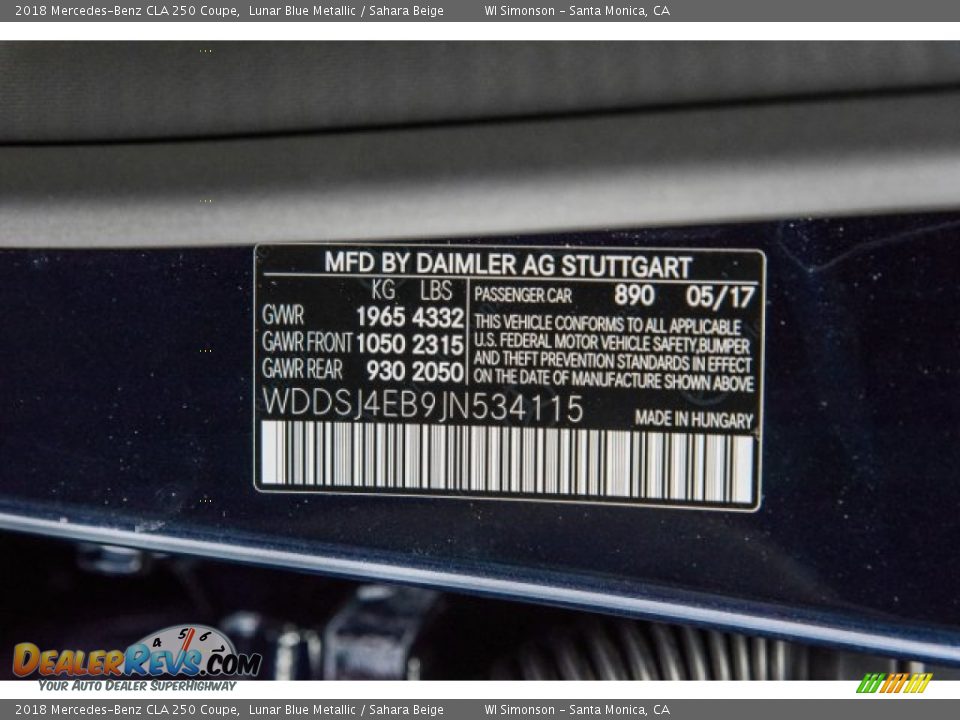 2018 Mercedes-Benz CLA 250 Coupe, Lunar Blue Metallic / Sahara Beige WI Simonson - Santa Monica, CA
MFD BY DAIMLER AG STUTTGART
KG LBS
GVWR 1965 4332
GAWR FRONT 1050 2315
GAWR REAR 930 2050
PASSENGER CAR 890 05/17
THIS VEHICLE CONFORMS TO ALL APPLICABLE
U.S. FEDERAL MOTOR VEHICLE SAFETY,BUMPER
AND THEFT PREVENTION STANDARDS IN EFFECT
ON THE DATE OF MANUFACTURE SHOWN ABOVE
WDDSJ4EB9JN534115
MADE IN HUNGARY
4 5 6
DEALERREVS.COM
YOUR AUTO DEALER SUPERHIGHWAY
2018 Mercedes-Benz CLA 250 Coupe, Lunar Blue Metallic / Sahara Beige WI Simonson - Santa Monica, CA